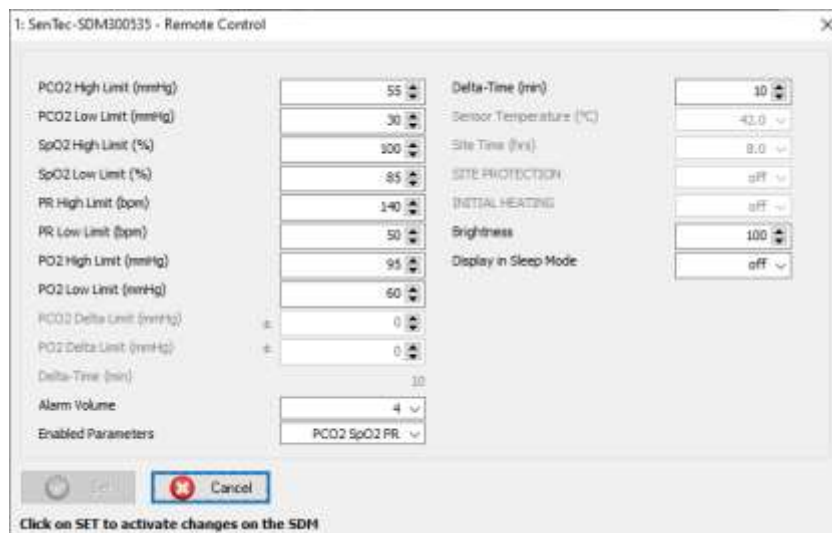 1: SenTec-SDM300535 - Remote Control
PCO2 High Limit (mmHg) 55
PCO2 Low Limit (mmHg) 30
SpO2 High Limit (%) 100
SpO2 Low Limit (%) 85
PR High Limit (bpm) 140
PR Low Limit (bpm) 50
PO2 High Limit (mmHg) 95
PO2 Low Limit (mmHg) 60
PCO2 Delta Limit (mmHg) ± 0
PO2 Delta Limit (mmHg) ± 0
Delta-Time (min) 10
Alarm Volume 4
Enabled Parameters PCO2 SpO2 PR
Delta-Time (min) 10
Sensor Temperature (°C) 42.0
Site Time (hrs) 8.0
SITE PROTECTION off
INITIAL HEATING off
Brightness 100
Display in Sleep Mode off
Set Cancel
Click on SET to activate changes on the SDM